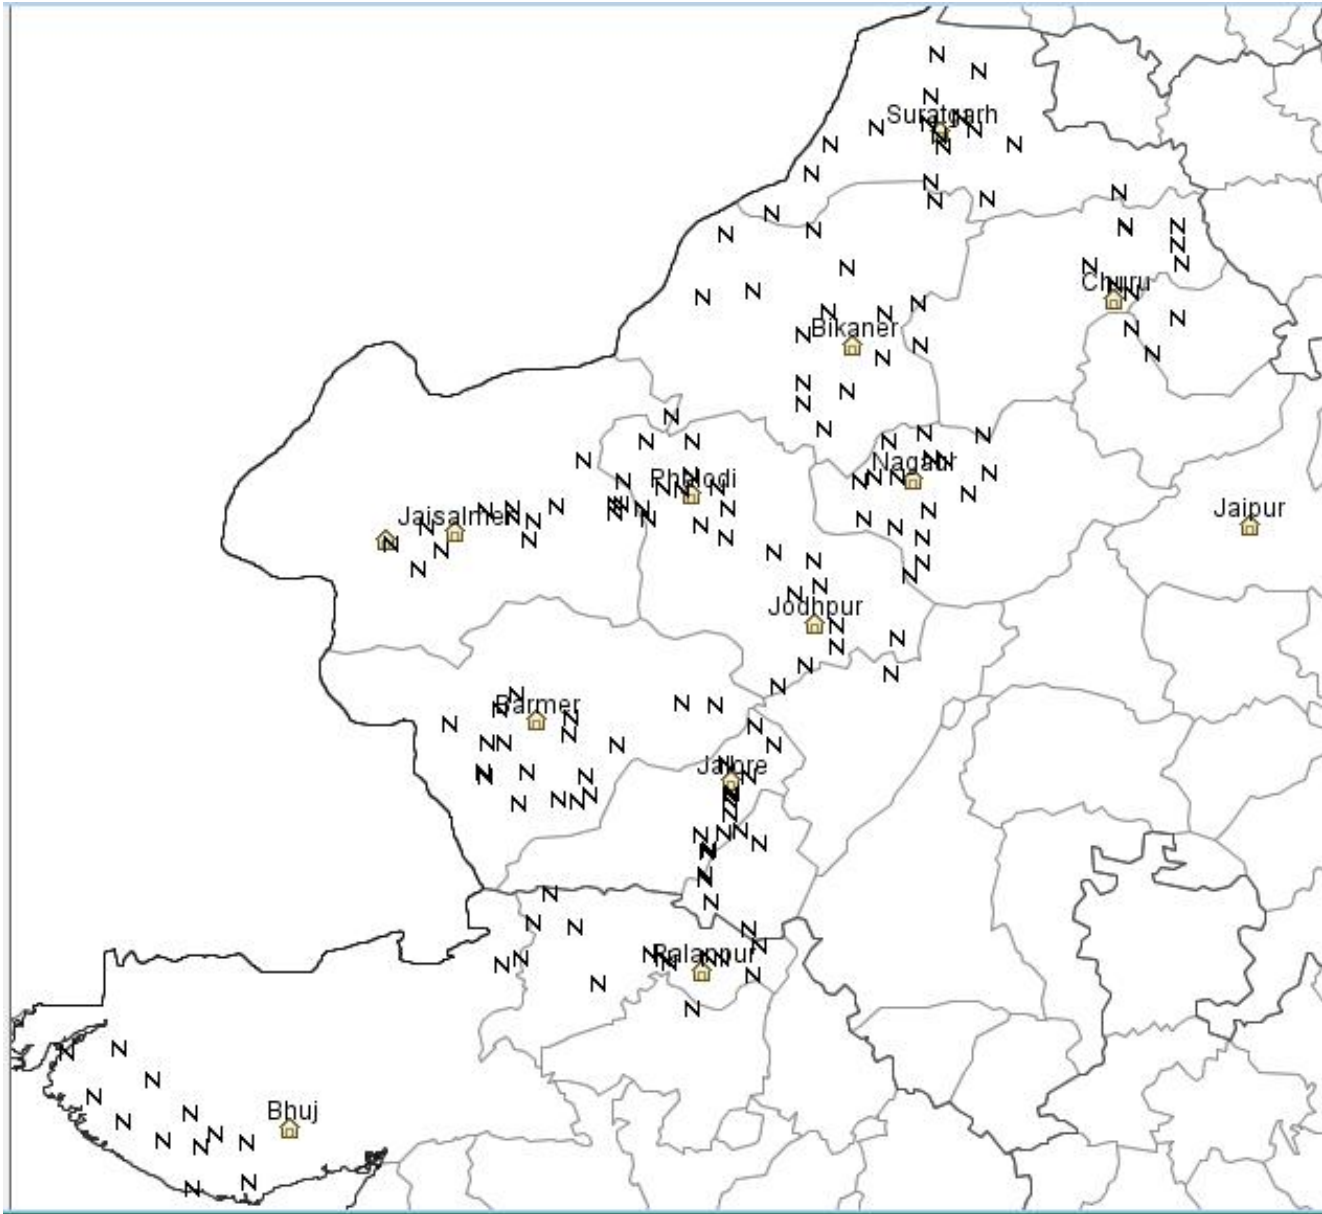 Suratgarh
Churu
Bikaner
Nagaur
Phalodi
Jaisalmer
Jaipur
Jodhpur
Barmer
Jalore
Palanpur
Bhuj